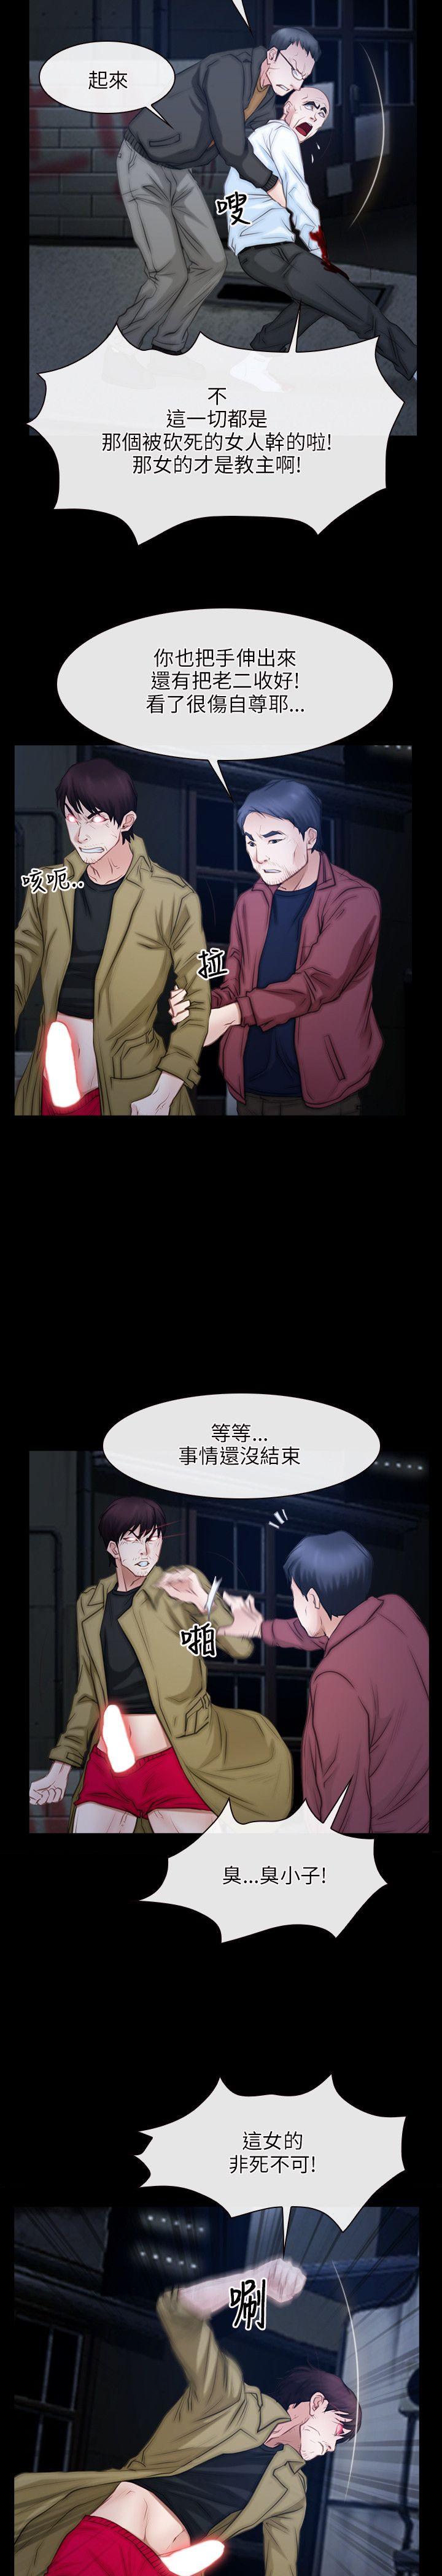 起來
嗖
不
這一切都是
那個被砍死的女人幹的啦!
那女的才是教主啊!
你也把手伸出來
還有把老二收好!
看了很傷自尊耶...
咳呃..
拉
等等...
事情還沒結束
啪
臭...臭小子!
這女的
非死不可!
唰